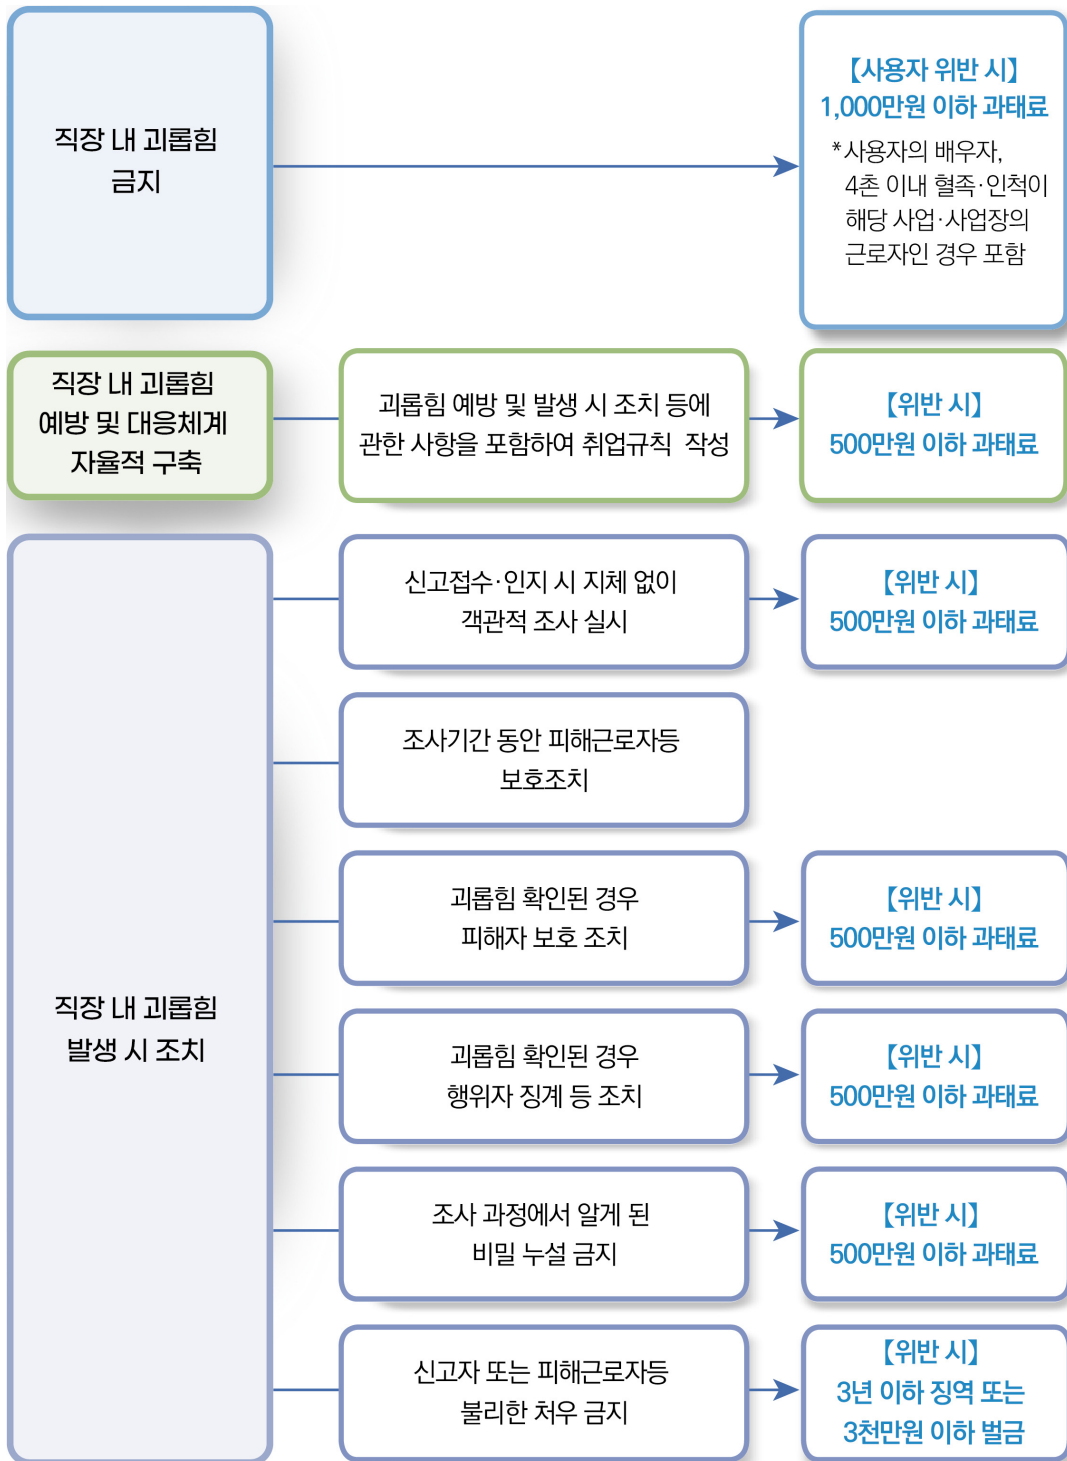 직장 내 괴롭힘
금지
【사용자 위반 시】
1,000만원 이하 과태료
*사용자의 배우자,
4촌 이내 혈족·인척이
해당 사업·사업장의
근로자인 경우 포함
직장 내 괴롭힘
예방 및 대응체계
자율적 구축
괴롭힘 예방 및 발생 시 조치 등에
관한 사항을 포함하여 취업규칙 작성
【위반 시】
500만원 이하 과태료
직장 내 괴롭힘
발생 시 조치
신고접수·인지 시 지체 없이
객관적 조사 실시
【위반 시】
500만원 이하 과태료
조사기간 동안 피해근로자등
보호조치
괴롭힘 확인된 경우
피해자 보호 조치
【위반 시】
500만원 이하 과태료
괴롭힘 확인된 경우
행위자 징계 등 조치
【위반 시】
500만원 이하 과태료
조사 과정에서 알게 된
비밀 누설 금지
【위반 시】
500만원 이하 과태료
신고자 또는 피해근로자등
불리한 처우 금지
【위반 시】
3년 이하 징역 또는
3천만원 이하 벌금